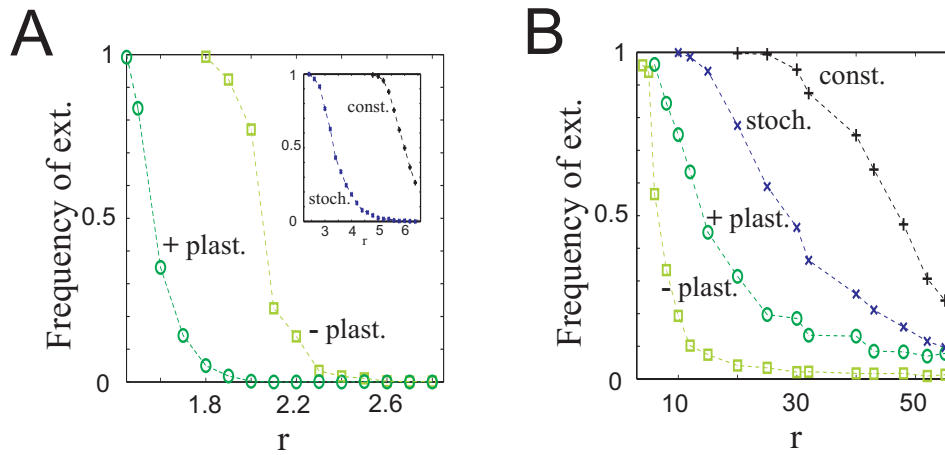 A
Frequency of ext.
1
0.5
0
+ plast.
- plast.
1.8
2.2
2.6
r
1
0.5
0
const.
stoch.
3
4
5
6
r
B
Frequency of ext.
1
0.5
0
const.
stoch.
+ plast.
- plast.
10
30
50
r